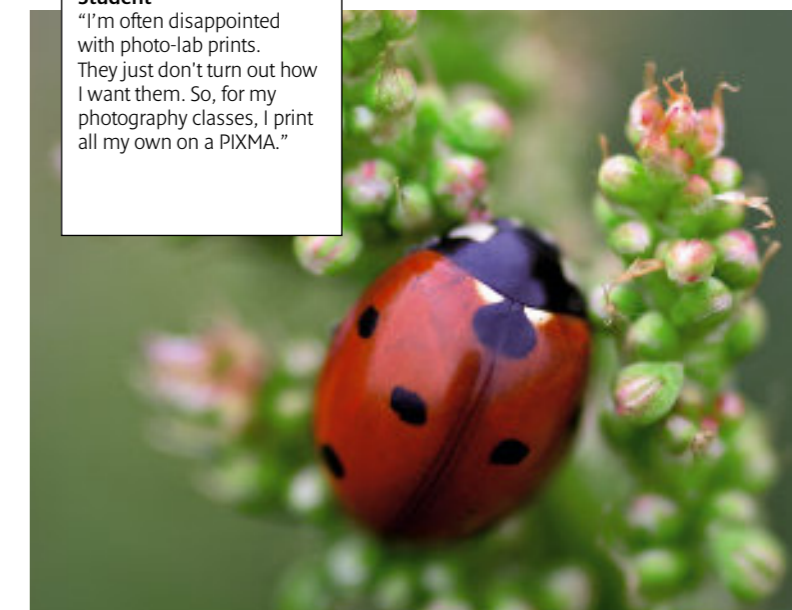 Student
“I’m often disappointed
with photo-lab prints.
They just don’t turn out how
I want them. So, for my
photography classes, I print
all my own on a PIXMA.”